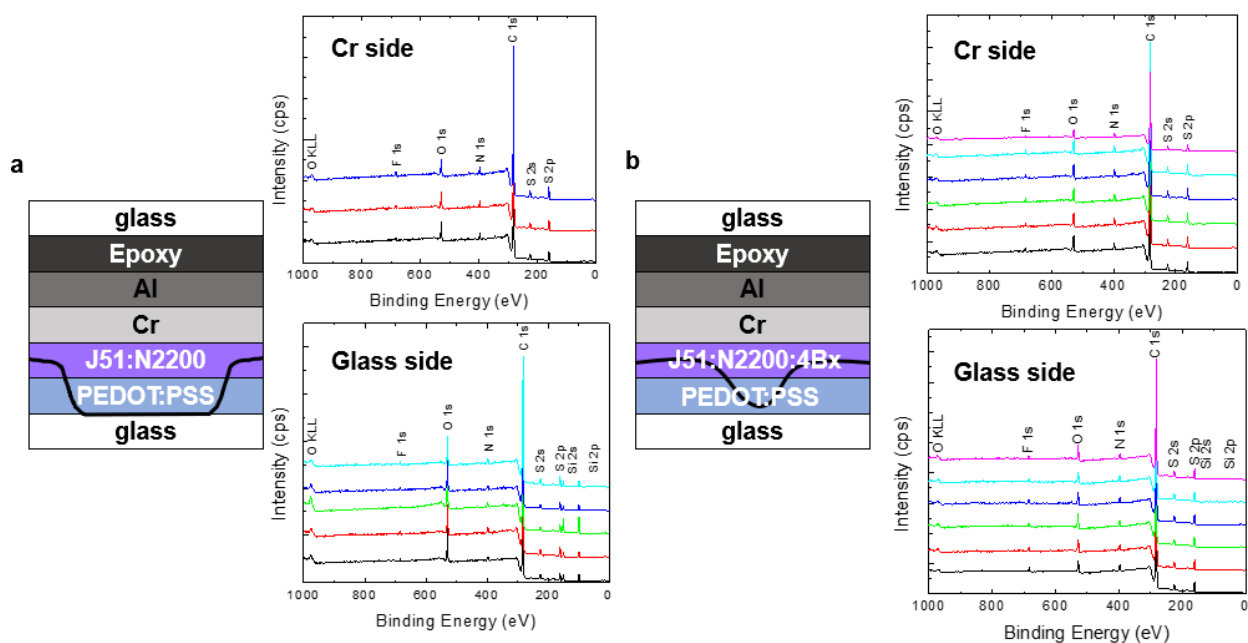 a
glass
Epoxy
Al
Cr
J51:N2200
PEDOT:PSS
glass
Cr side
Intensity (cps)
O KLL
F 1s
O 1s
N 1s
C 1s
S 2s
S 2p
1000 800 600 400 200 0
Binding Energy (eV)
Glass side
Intensity (cps)
O KLL
F 1s
O 1s
N 1s
C 1s
S 2s
S 2p
Si 2s
Si 2p
1000 800 600 400 200 0
Binding Energy (eV)
b
glass
Epoxy
Al
Cr
J51:N2200:4Bx
PEDOT:PSS
glass
Cr side
Intensity (cps)
O KLL
F 1s
O 1s
N 1s
C 1s
S 2s
S 2p
1000 800 600 400 200 0
Binding Energy (eV)
Glass side
Intensity (cps)
O KLL
F 1s
O 1s
N 1s
C 1s
S 2s
S 2p
Si 2s
Si 2p
1000 800 600 400 200 0
Binding Energy (eV)